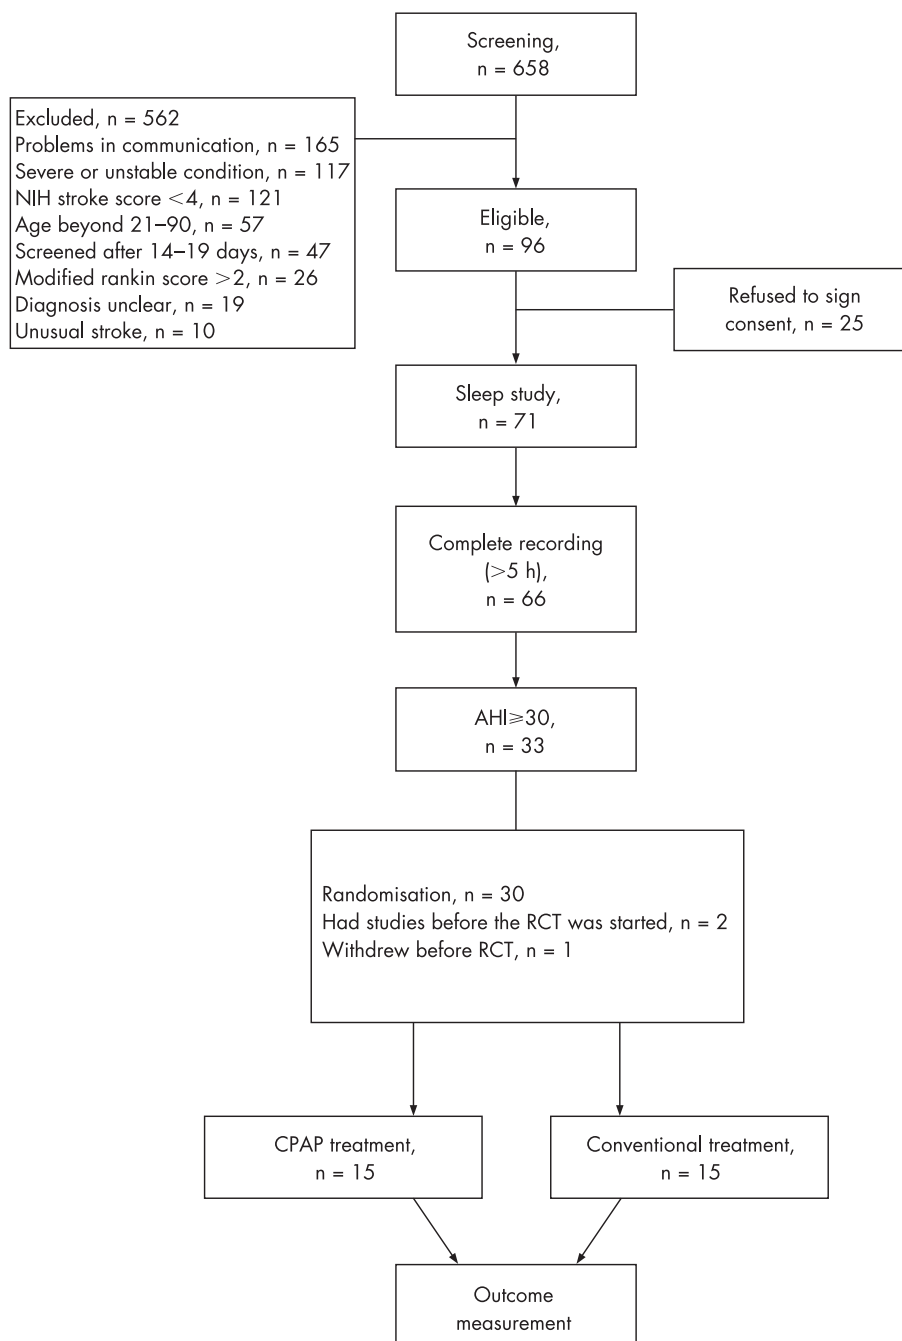 Screening,
n = 658
Excluded, n = 562
Problems in communication, n = 165
Severe or unstable condition, n = 117
NIH stroke score <4, n = 121
Age beyond 21–90, n = 57
Screened after 14–19 days, n = 47
Modified rankin score >2, n = 26
Diagnosis unclear, n = 19
Unusual stroke, n = 10
Eligible,
n = 96
Refused to sign
consent, n = 25
Sleep study,
n = 71
Complete recording
(>5 h),
n = 66
AHI⩾30,
n = 33
Randomisation, n = 30
Had studies before the RCT was started, n = 2
Withdrew before RCT, n = 1
CPAP treatment,
n = 15
Conventional treatment,
n = 15
Outcome
measurement